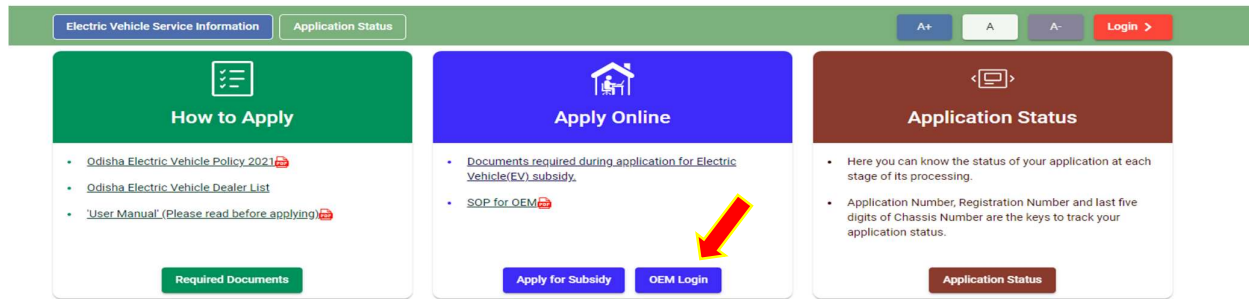 Electric Vehicle Service Information
Application Status
A+
A
A-
Login >
How to Apply
Odisha Electric Vehicle Policy 2021 PDF
Odisha Electric Vehicle Dealer List
'User Manual' (Please read before applying) PDF
Required Documents
Apply Online
Documents required during application for Electric
Vehicle(EV) subsidy.
SOP for OEM PDF
Apply for Subsidy
OEM Login
Application Status
Here you can know the status of your application at each
stage of its processing.
Application Number, Registration Number and last five
digits of Chassis Number are the keys to track your
application status.
Application Status